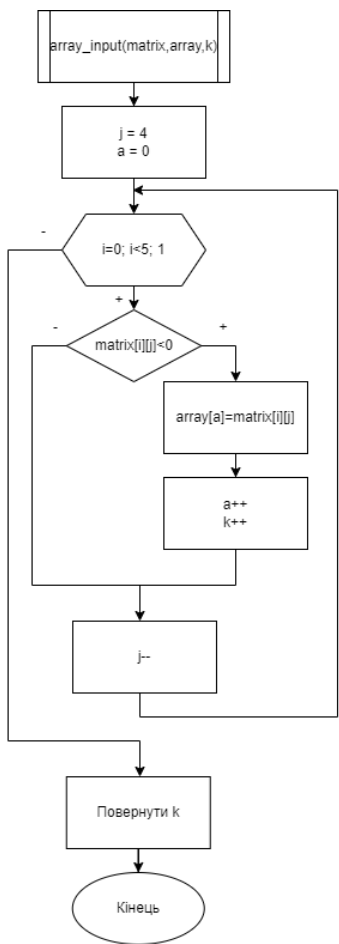 array_input(matrix,array,k)
j = 4
a = 0
-
i=0; i<5; 1
+
-
matrix[i][j]<0
+
array[a]=matrix[i][j]
a++
k++
j--
Повернути k
Кінець